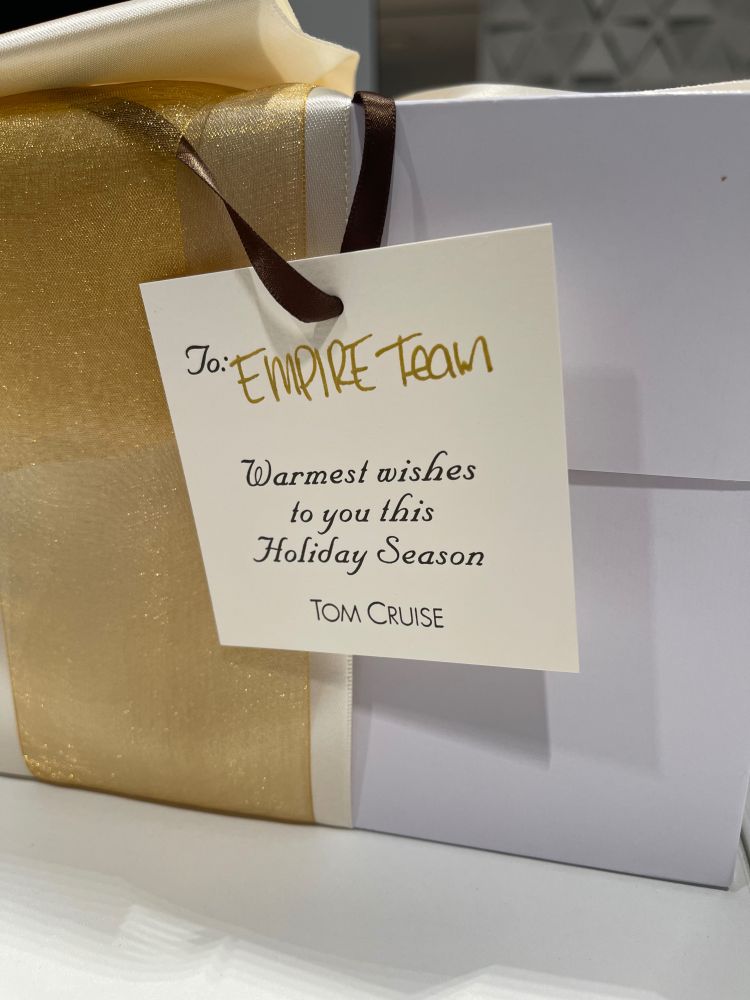 To: EMPIRE Team
Warmest wishes
to you this
Holiday Season
TOM CRUISE